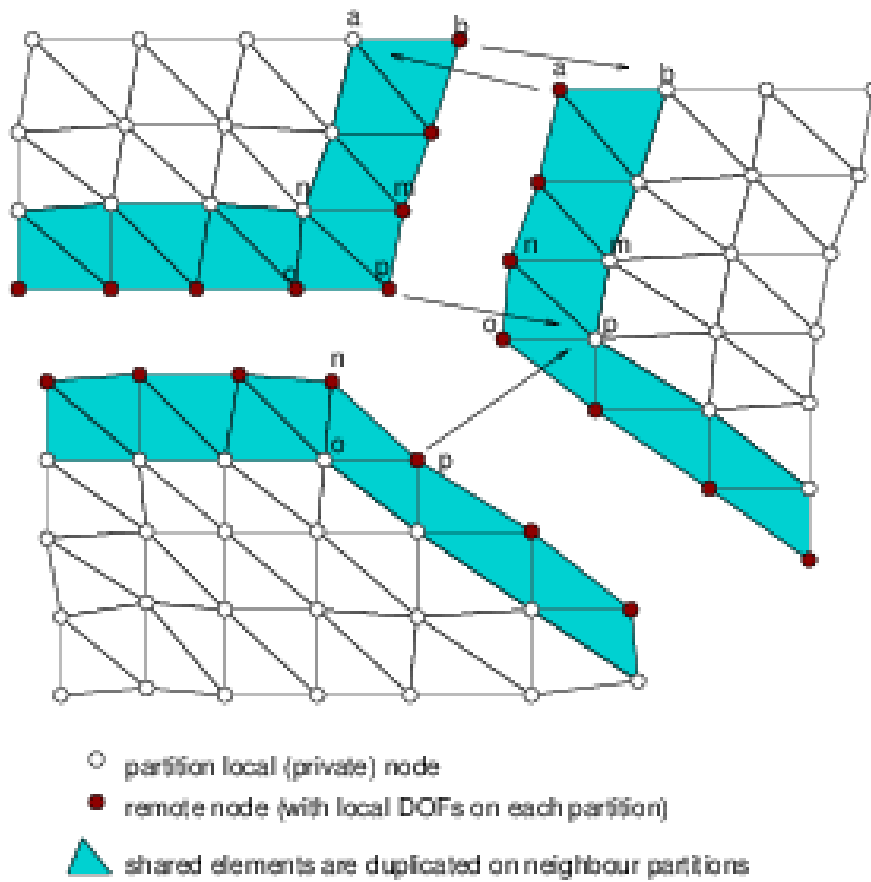 a
b
a
b
n
m
n
m
o
p
o
p
n
o
p
partition local (private) node
remote node (with local DOFs on each partition)
shared elements are duplicated on neighbour partitions